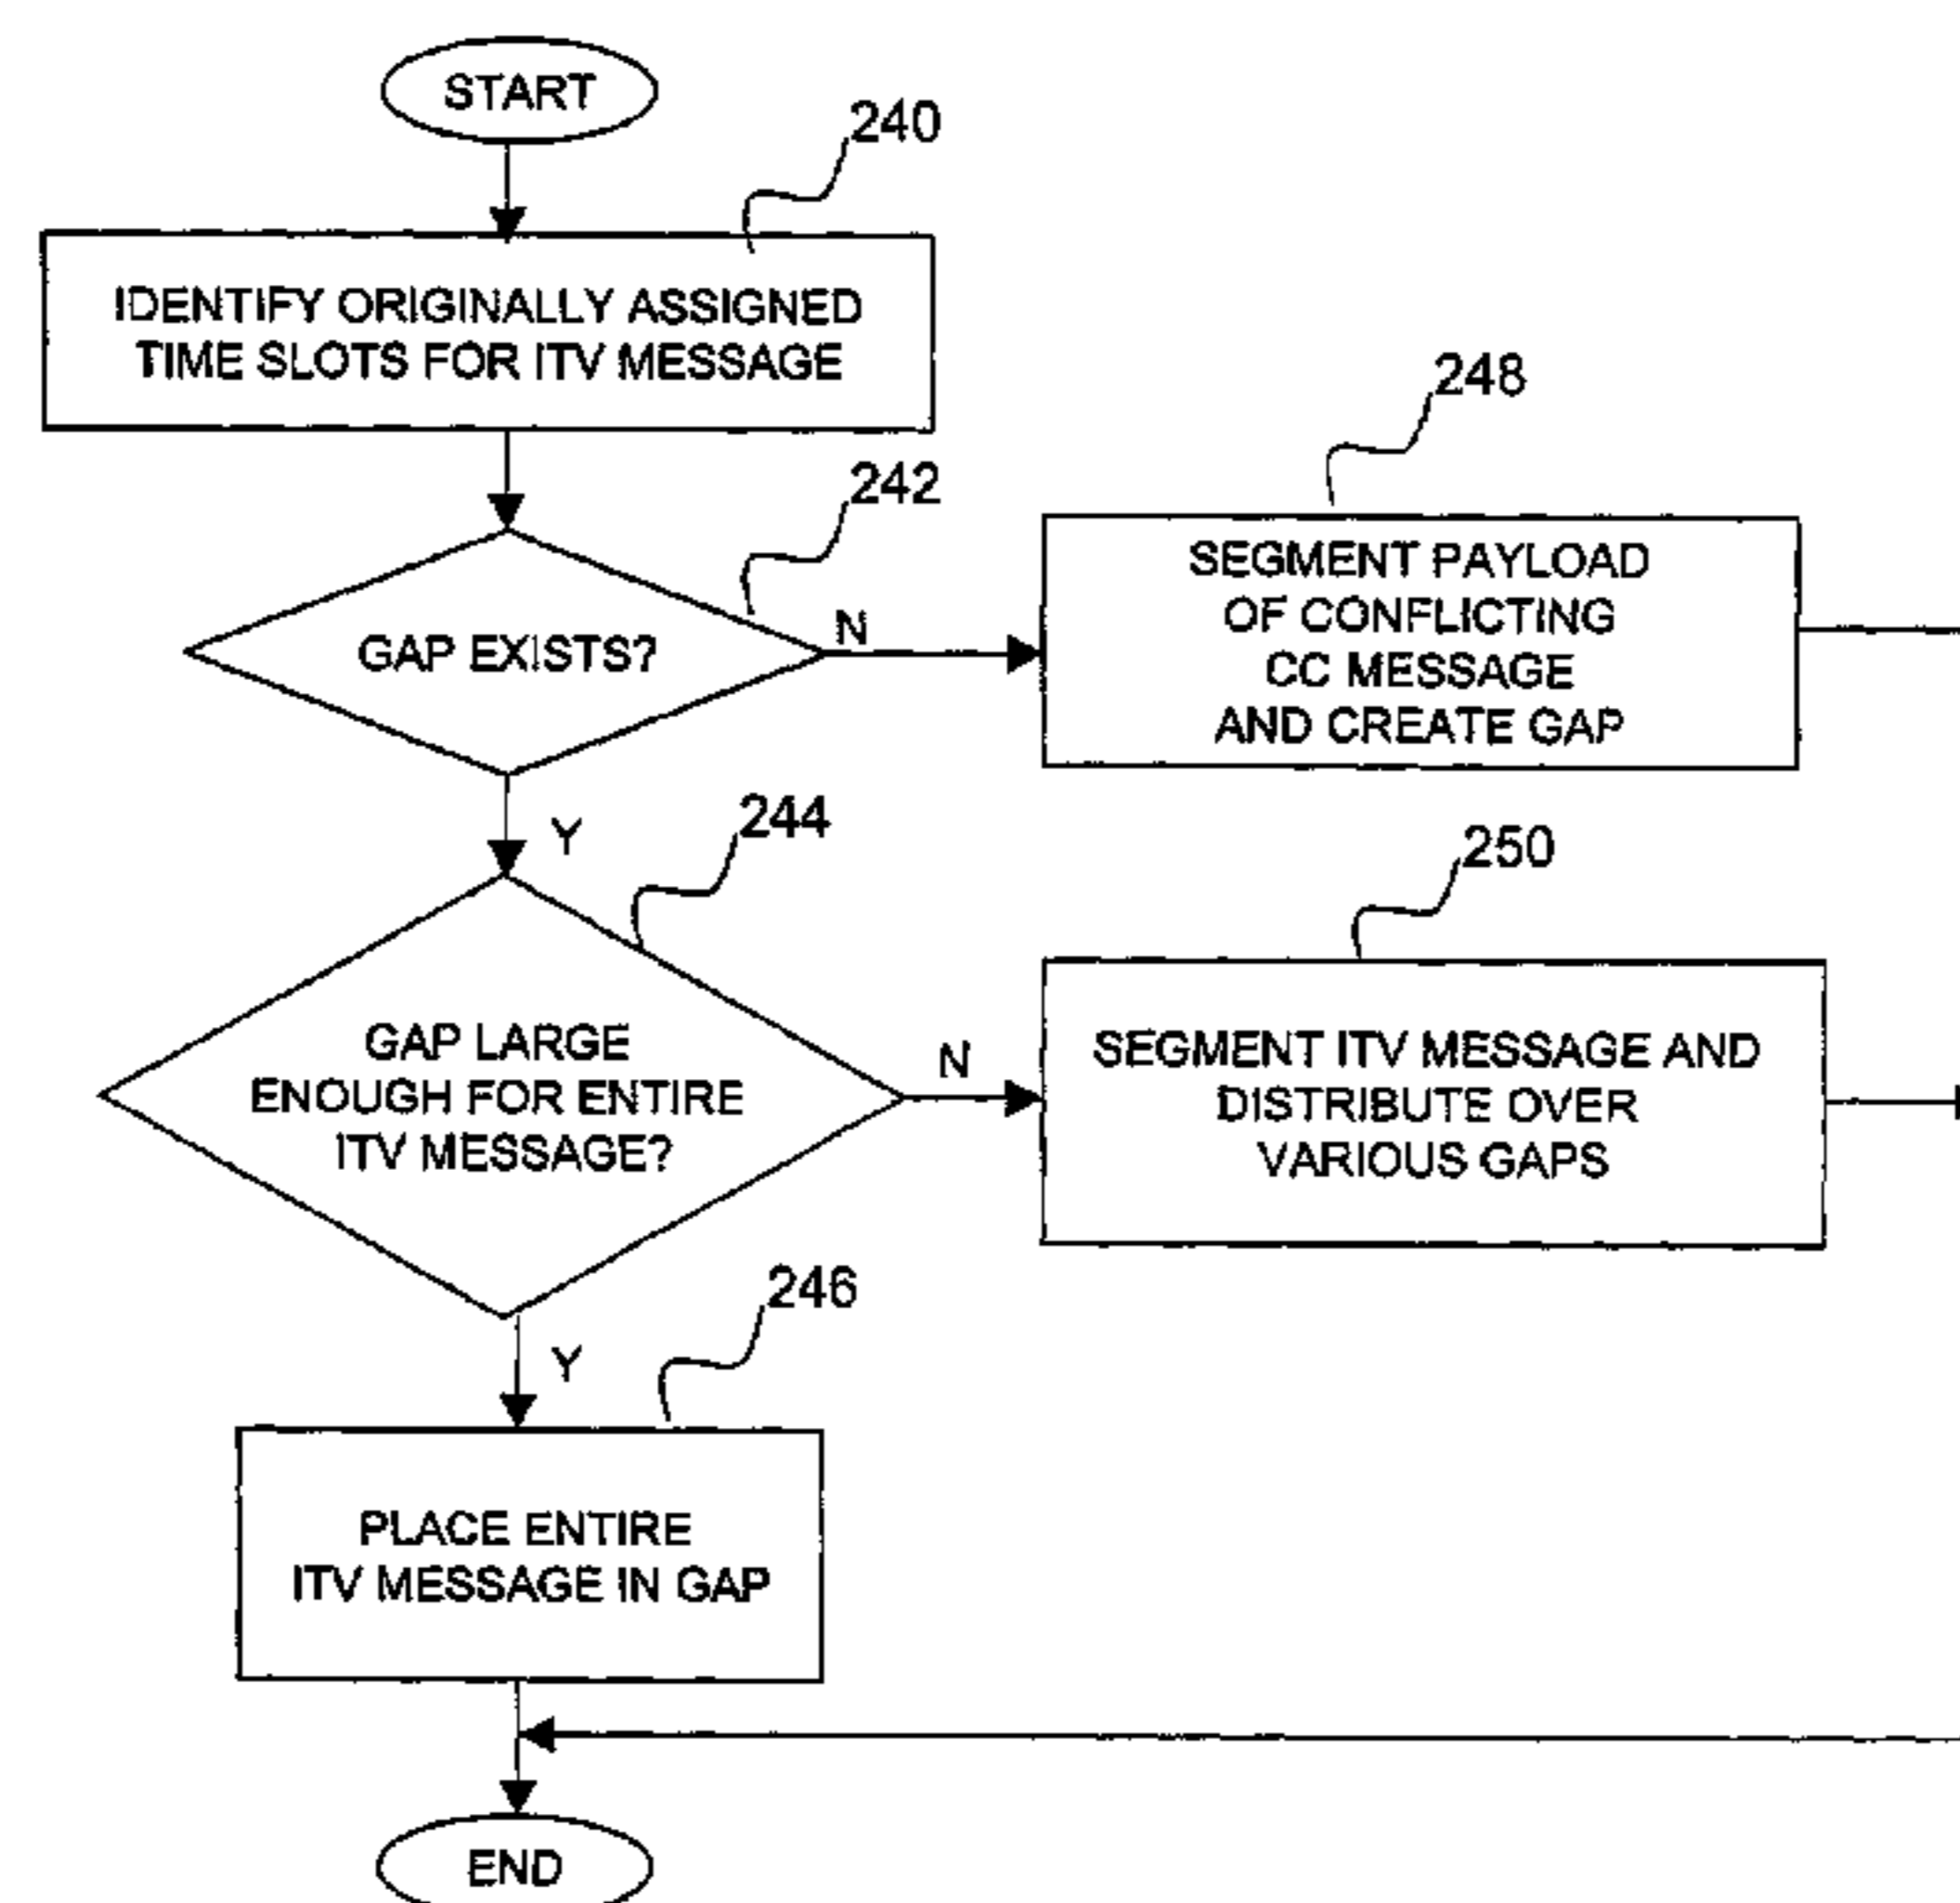 START
240
IDENTIFY ORIGINALLY ASSIGNED
TIME SLOTS FOR ITV MESSAGE
242
GAP EXISTS?
N
248
SEGMENT PAYLOAD
OF CONFLICTING
CC MESSAGE
AND CREATE GAP
Y
244
GAP LARGE
ENOUGH FOR ENTIRE
ITV MESSAGE?
N
250
SEGMENT ITV MESSAGE AND
DISTRIBUTE OVER
VARIOUS GAPS
Y
246
PLACE ENTIRE
ITV MESSAGE IN GAP
END